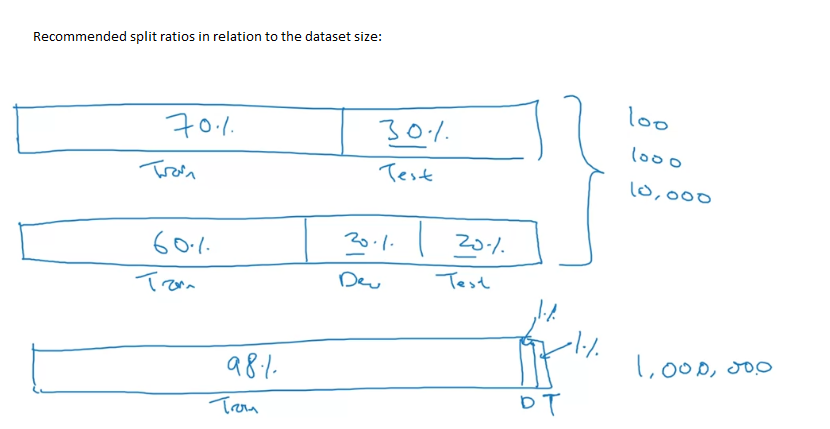 Recommended split ratios in relation to the dataset size:
70% 30% 100
Train Test 1000
10,000
60% 20% 20%
Train Dev Test
1%
98% 1% 1,000,000
Train D T